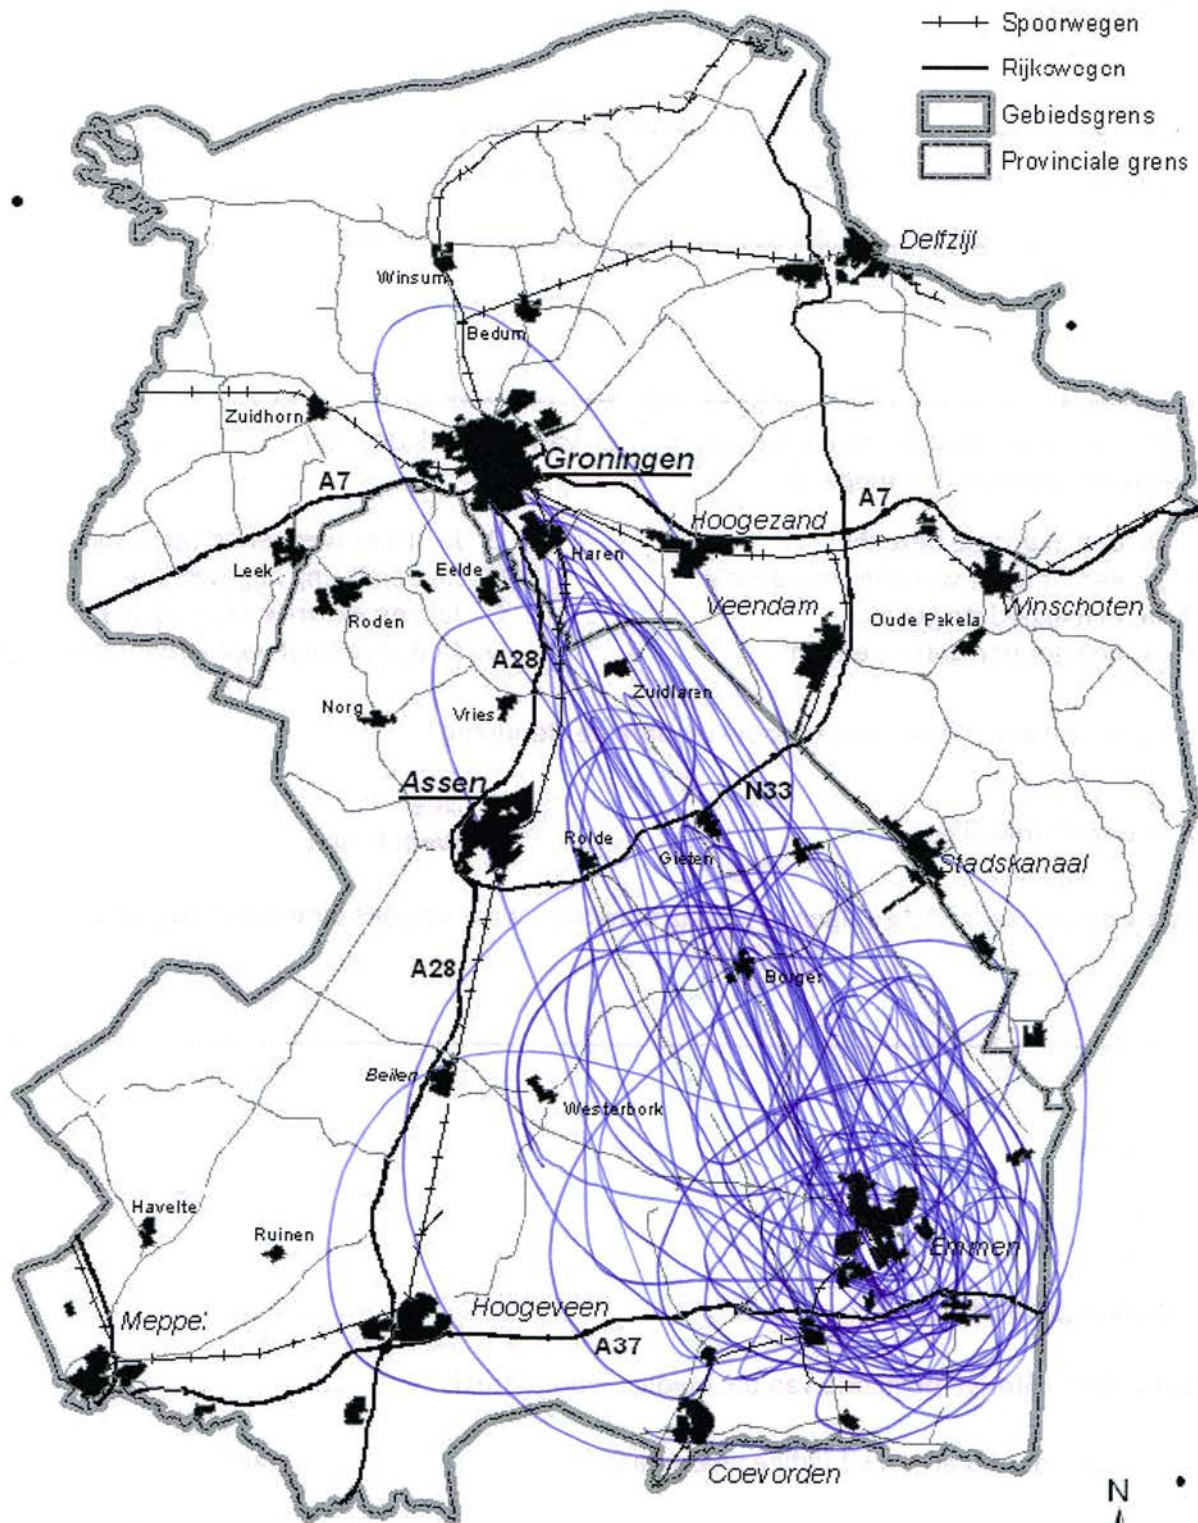 Spoorwegen
Rijkswegen
Gebiedsgrens
Provinciale grens
Delfzijl
Winsum
Bedum
Zuidhorn
Groningen
A7
A7
Hoogezand
Haren
Leek
Eelde
Roden
Veendam
Oude Pekela
Winschoten
A28
Zuidlaren
Norg
Vries
Assen
N33
Rolde
Gieten
Stadskanaal
A28
Borger
Beilen
Westerbork
Havelte
Ruinen
Emmen
Meppel
Hoogeveen
A37
Coevorden
N